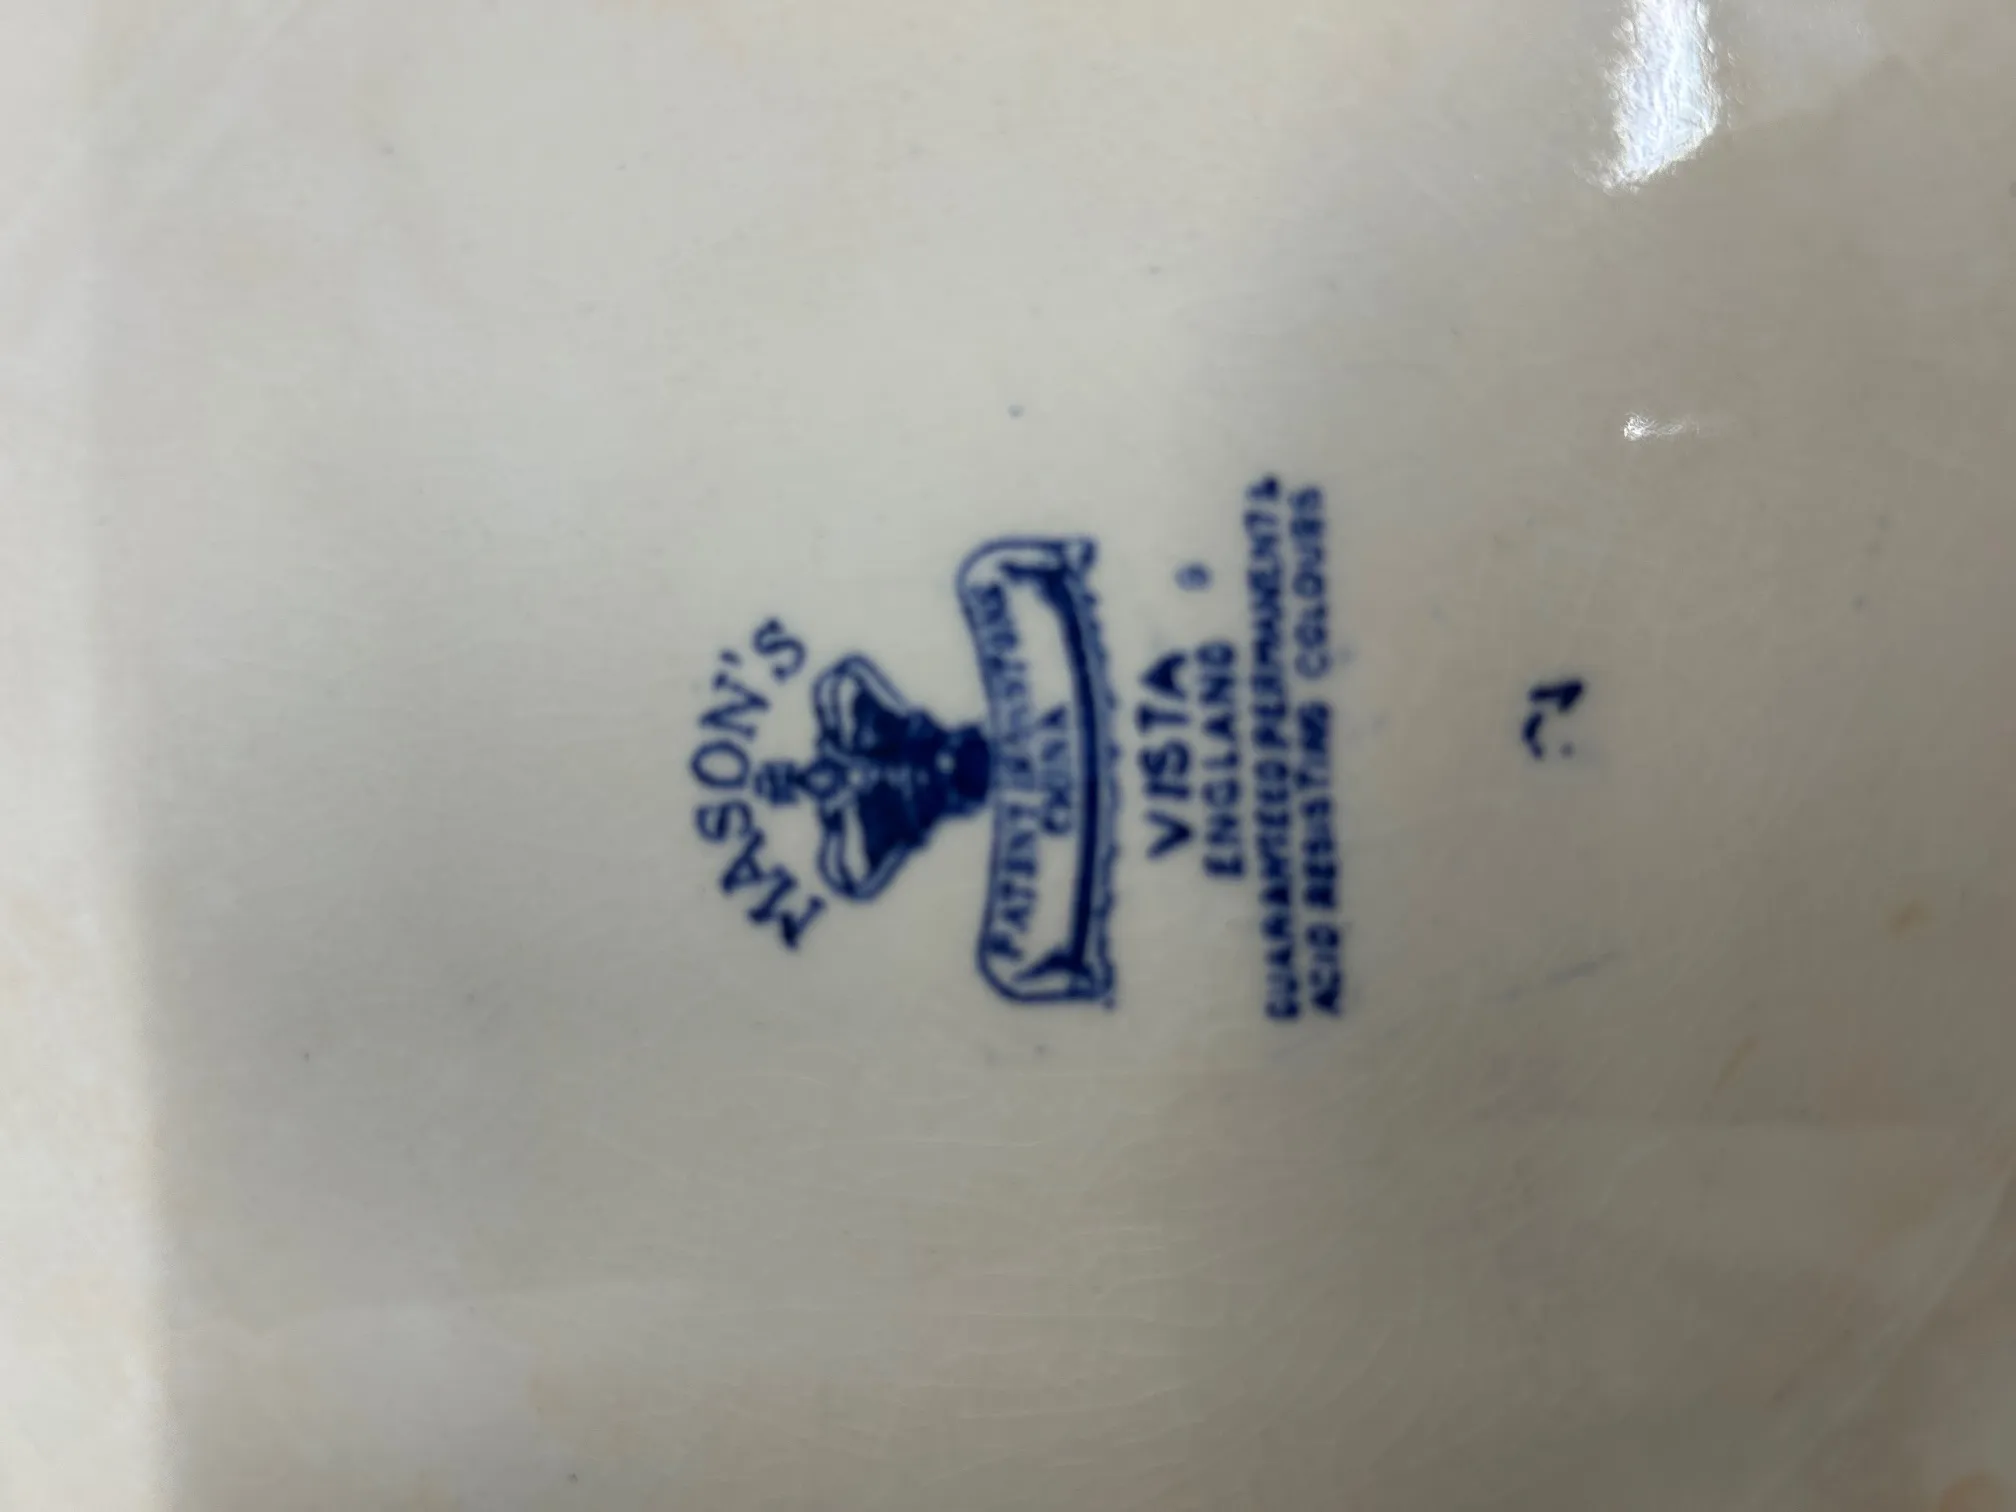 MASON'S
PATENT IRONSTONE
CHINA
VISTA
ENGLAND
GUARANTEED PERMANENT &
ACID RESISTING COLOURS